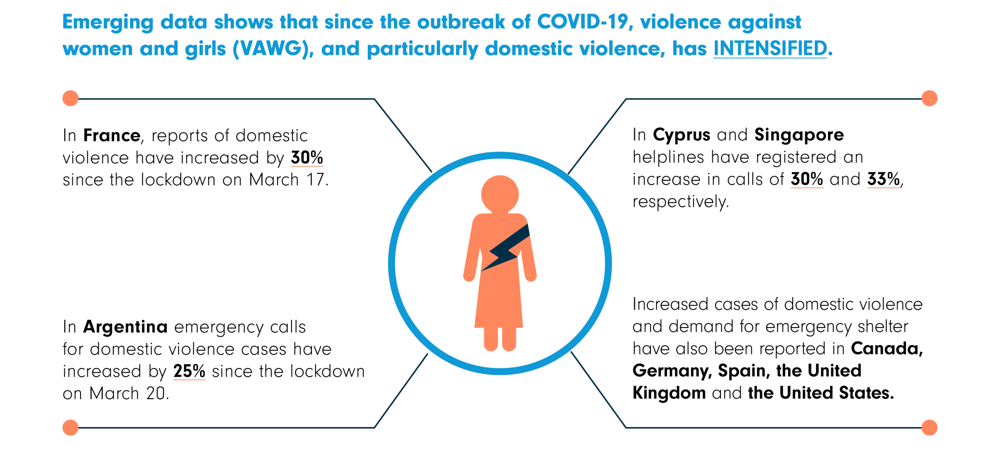 Emerging data shows that since the outbreak of COVID-19, violence against
women and girls (VAWG), and particularly domestic violence, has INTENSIFIED.
In France, reports of domestic
violence have increased by 30%
since the lockdown on March 17.
In Cyprus and Singapore
helplines have registered an
increase in calls of 30% and 33%,
respectively.
In Argentina emergency calls
for domestic violence cases have
increased by 25% since the lockdown
on March 20.
Increased cases of domestic violence
and demand for emergency shelter
have also been reported in Canada,
Germany, Spain, the United
Kingdom and the United States.